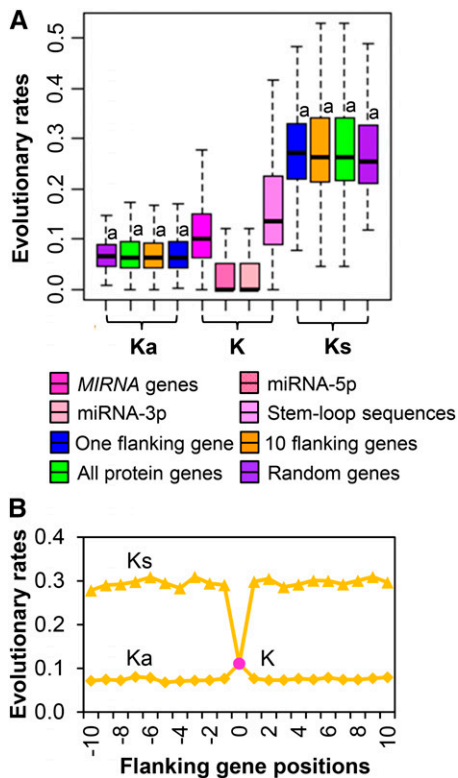 A
Evolutionary rates
0.5
0.4
0.3
0.2
0.1
0.0
a a a a
a a a a
Ka K Ks
MIRNA genes miRNA-5p
miRNA-3p Stem-loop sequences
One flanking gene 10 flanking genes
All protein genes Random genes
B
Evolutionary rates
0.4
0.3
0.2
0.1
0.0
Ks
Ka K
-10 -8 -6 -4 -2 0 2 4 6 8 10
Flanking gene positions